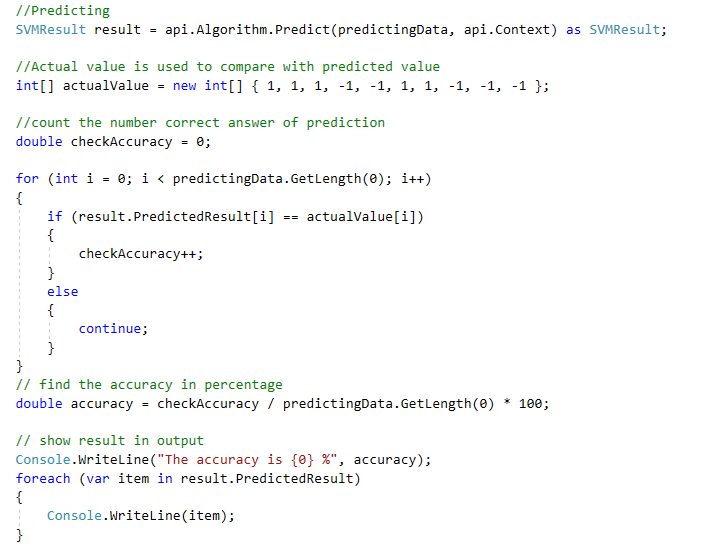 //Predicting
SVMResult result = api.Algorithm.Predict(predictingData, api.Context) as SVMResult;
//Actual value is used to compare with predicted value
int[] actualValue = new int[] { 1, 1, 1, -1, -1, 1, 1, -1, -1, -1 };
//count the number correct answer of prediction
double checkAccuracy = 0;
for (int i = 0; i < predictingData.GetLength(0); i++)
{
    if (result.PredictedResult[i] == actualValue[i])
    {
        checkAccuracy++;
    }
    else
    {
        continue;
    }
}
// find the accuracy in percentage
double accuracy = checkAccuracy / predictingData.GetLength(0) * 100;
// show result in output
Console.WriteLine("The accuracy is {0} %", accuracy);
foreach (var item in result.PredictedResult)
{
    Console.WriteLine(item);
}